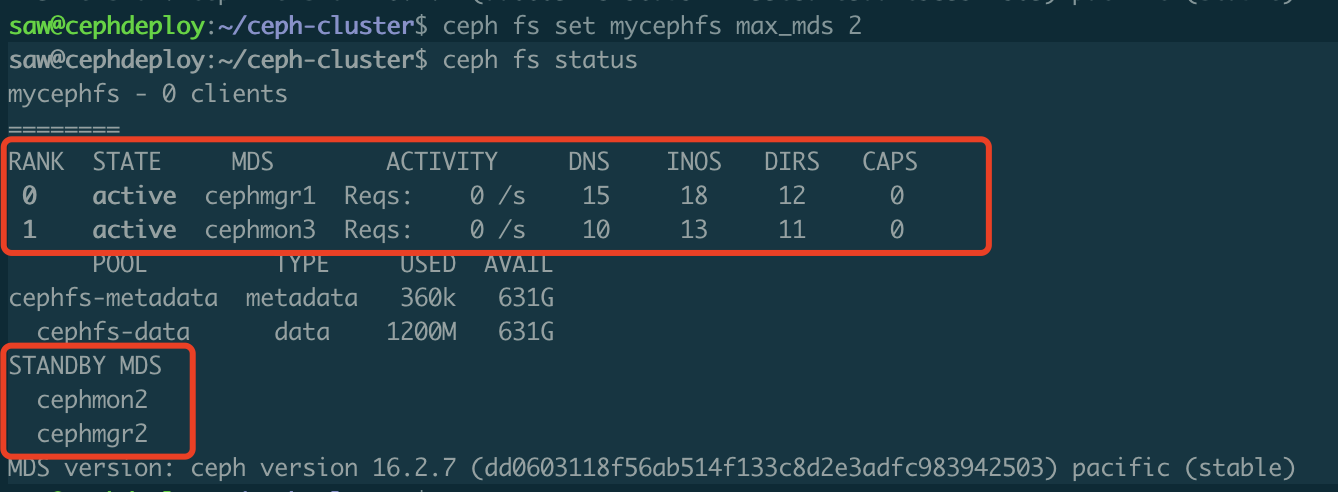 saw@cephdeploy:~/ceph-cluster$ ceph fs set mycephfs max_mds 2
saw@cephdeploy:~/ceph-cluster$ ceph fs status
mycephfs - 0 clients
========
RANK  STATE     MDS        ACTIVITY     DNS    INOS   DIRS   CAPS
 0    active  cephmgr1  Reqs:    0 /s    15     18     12      0
 1    active  cephmon3  Reqs:    0 /s    10     13     11      0
      POOL         TYPE     USED  AVAIL
cephfs-metadata  metadata   360k   631G
  cephfs-data      data    1200M   631G
STANDBY MDS
  cephmon2
  cephmgr2
MDS version: ceph version 16.2.7 (dd0603118f56ab514f133c8d2e3adfc983942503) pacific (stable)